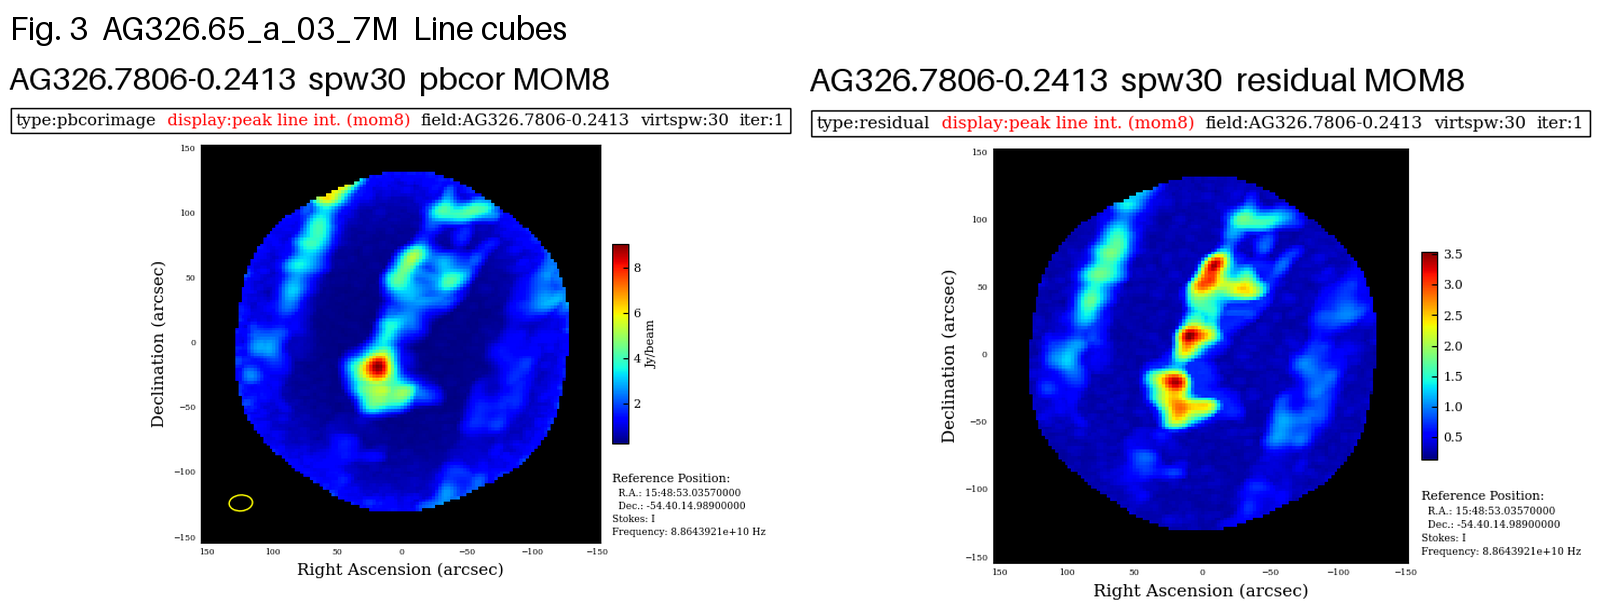 Fig. 3 AG326.65_a_03_7M Line cubes
AG326.7806-0.2413 spw30 pbcor MOM8
type:pbcorimage display:peak line int. (mom8) field:AG326.7806-0.2413 virtspw:30 iter:1
150
100
50
0
−50
−100
−150
Declination (arcsec)
150 100 50 0 −50 −100 −150
Right Ascension (arcsec)
8
6
4
2
Jy/beam
Reference Position:
R.A.: 15:48:53.03570000
Dec.: -54.40.14.98900000
Stokes: I
Frequency: 8.8643921e+10 Hz
AG326.7806-0.2413 spw30 residual MOM8
type:residual display:peak line int. (mom8) field:AG326.7806-0.2413 virtspw:30 iter:1
150
100
50
0
−50
−100
−150
Declination (arcsec)
150 100 50 0 −50 −100 −150
Right Ascension (arcsec)
3.5
3.0
2.5
2.0
1.5
1.0
0.5
Reference Position:
R.A.: 15:48:53.03570000
Dec.: -54.40.14.98900000
Stokes: I
Frequency: 8.8643921e+10 Hz